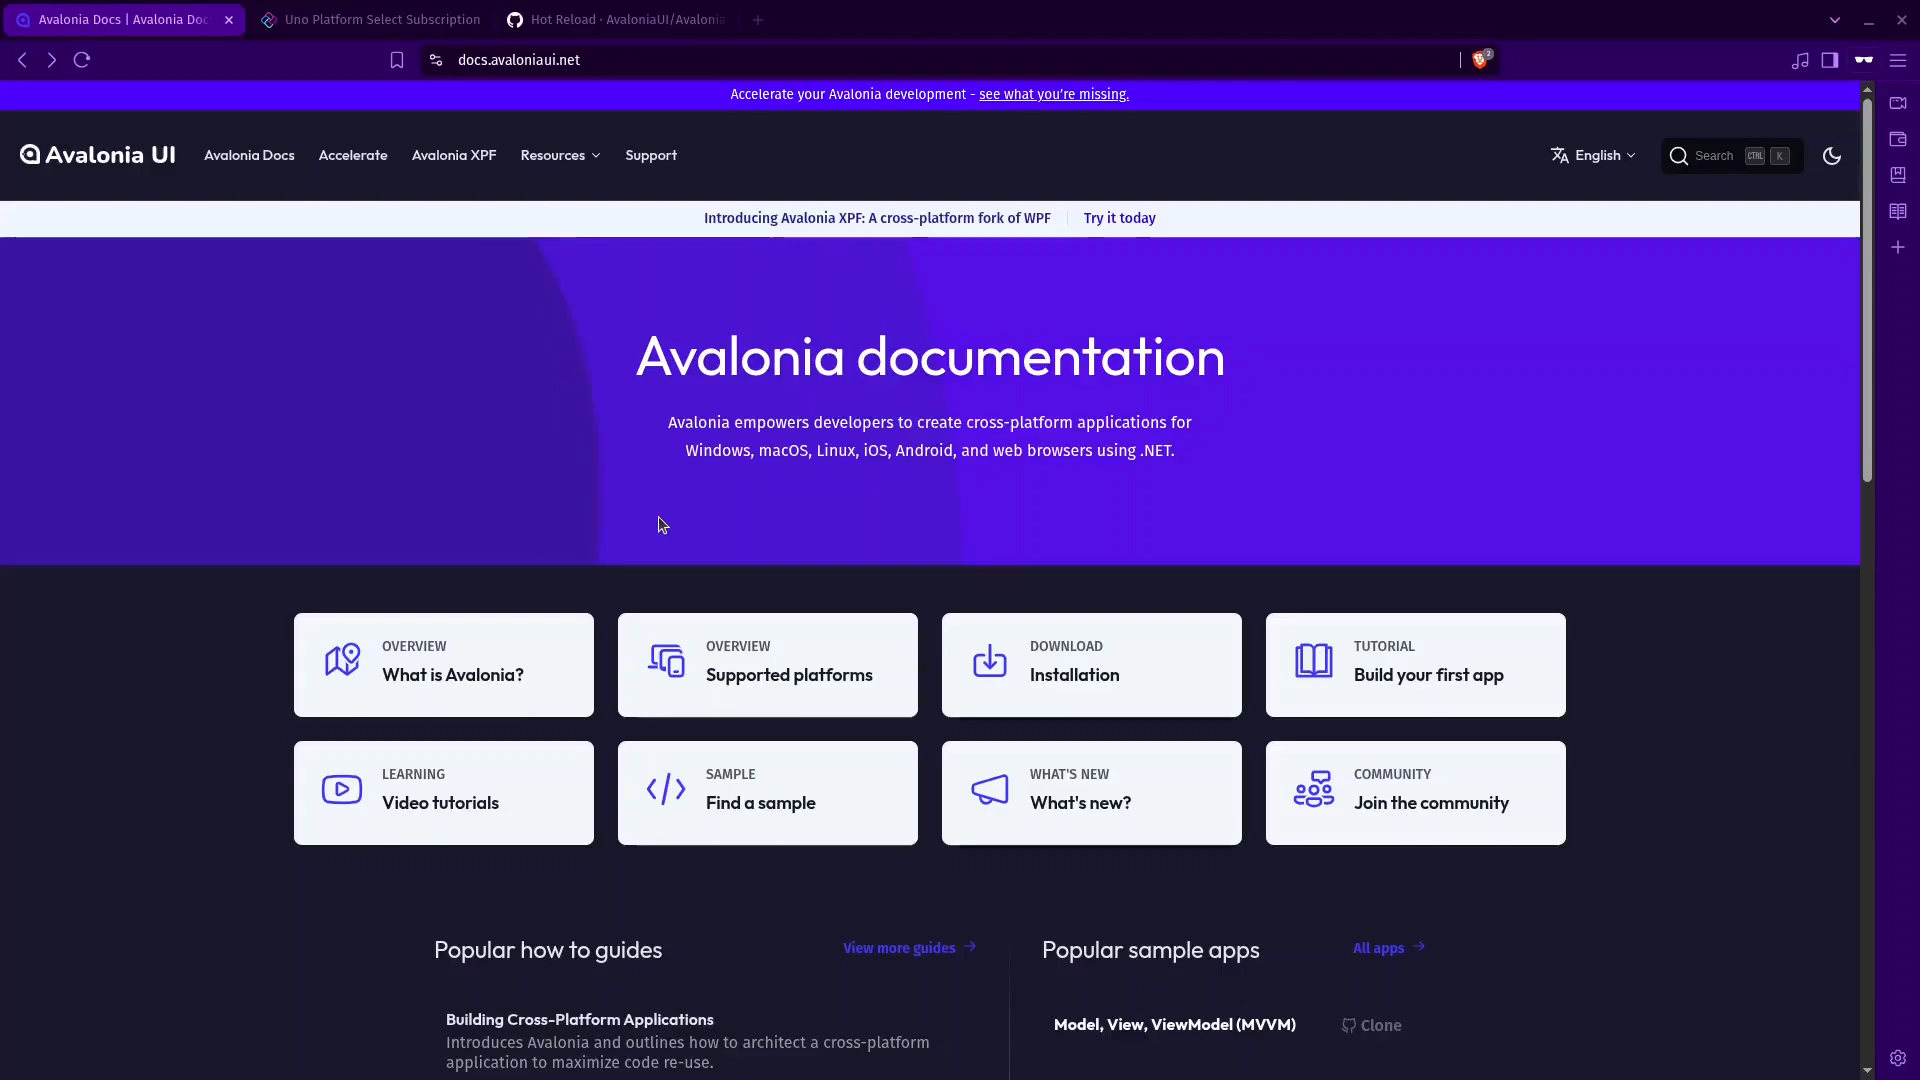 Avalonia Docs | Avalonia Doc
Uno Platform Select Subscription
Hot Reload · AvaloniaUI/Avalonia
docs.avaloniaui.net
2
Accelerate your Avalonia development - see what you're missing.
Avalonia UI
Avalonia Docs
Accelerate
Avalonia XPF
Resources
Support
English
Search
CTRL
K
Introducing Avalonia XPF: A cross-platform fork of WPF
Try it today
Avalonia documentation
Avalonia empowers developers to create cross-platform applications for
Windows, macOS, Linux, iOS, Android, and web browsers using .NET.
OVERVIEW
What is Avalonia?
OVERVIEW
Supported platforms
DOWNLOAD
Installation
TUTORIAL
Build your first app
LEARNING
Video tutorials
SAMPLE
Find a sample
WHAT'S NEW
What's new?
COMMUNITY
Join the community
Popular how to guides
View more guides
Building Cross-Platform Applications
Introduces Avalonia and outlines how to architect a cross-platform
application to maximize code re-use.
Popular sample apps
All apps
Model, View, ViewModel (MVVM)
Clone